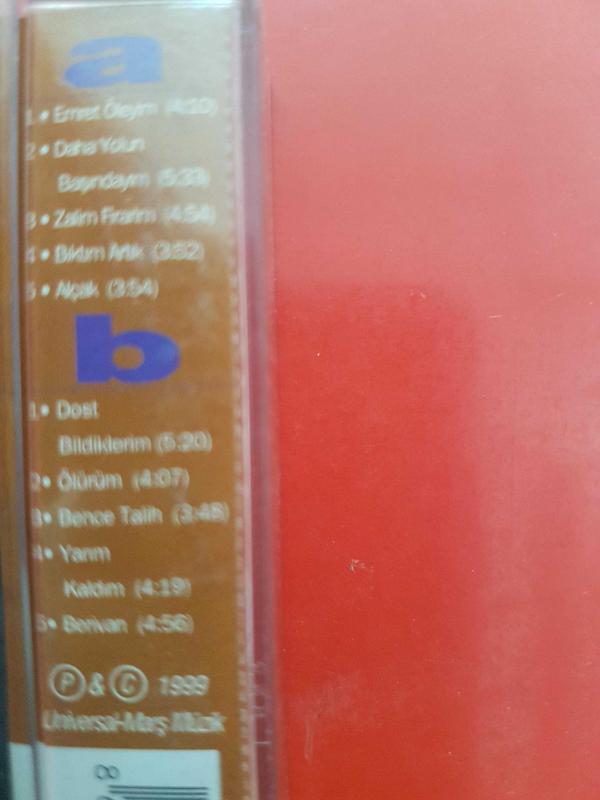 a
1 • Emret Öleyim (4:10)
2 • Daha Yolun
Başındayım (5:33)
3 • Zalim Firarim (4:54)
4 • Bıktım Artık (3:52)
5 • Alçak (3:54)
b
1 • Dost
Bildiklerim (5:20)
2 • Ölürüm (4:07)
3 • Bence Talih (3:48)
4 • Yarım
Kaldım (4:19)
5 • Berivan (4:56)
Ⓟ & © 1999
Universal-Marş Müzik
8